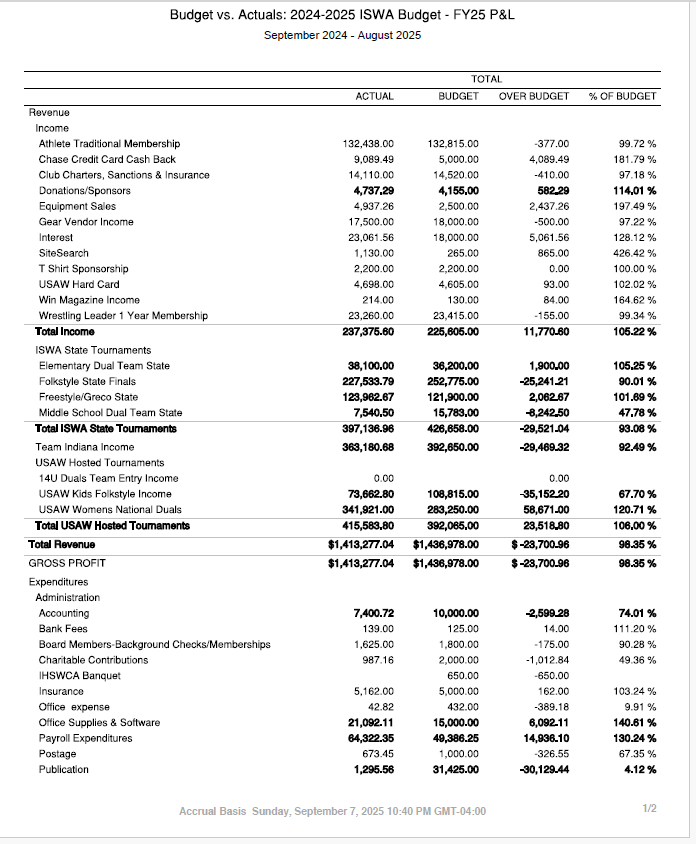 Budget vs. Actuals: 2024-2025 ISWA Budget - FY25 P&L
September 2024 - August 2025
TOTAL
ACTUAL BUDGET OVER BUDGET % OF BUDGET
Revenue
Income
Athlete Traditional Membership 132,438.00 132,815.00 -377.00 99.72 %
Chase Credit Card Cash Back 9,089.49 5,000.00 4,089.49 181.79 %
Club Charters, Sanctions & Insurance 14,110.00 14,520.00 -410.00 97.18 %
Donations/Sponsors 4,737.29 4,155.00 582.29 114.01 %
Equipment Sales 4,937.26 2,500.00 2,437.26 197.49 %
Gear Vendor Income 17,500.00 18,000.00 -500.00 97.22 %
Interest 23,061.56 18,000.00 5,061.56 128.12 %
SiteSearch 1,130.00 265.00 865.00 426.42 %
T Shirt Sponsorship 2,200.00 2,200.00 0.00 100.00 %
USAW Hard Card 4,698.00 4,605.00 93.00 102.02 %
Win Magazine Income 214.00 130.00 84.00 164.62 %
Wrestling Leader 1 Year Membership 23,260.00 23,415.00 -155.00 99.34 %
Total Income 237,375.60 225,605.00 11,770.60 105.22 %
ISWA State Tournaments
Elementary Dual Team State 38,100.00 36,200.00 1,900.00 105.25 %
Folkstyle State Finals 227,533.79 252,775.00 -25,241.21 90.01 %
Freestyle/Greco State 123,962.67 121,900.00 2,062.67 101.69 %
Middle School Dual Team State 7,540.50 15,783.00 -8,242.50 47.78 %
Total ISWA State Tournaments 397,136.96 426,658.00 -29,521.04 93.08 %
Team Indiana Income 363,180.68 392,650.00 -29,469.32 92.49 %
USAW Hosted Tournaments
14U Duals Team Entry Income 0.00 0.00
USAW Kids Folkstyle Income 73,662.80 108,815.00 -35,152.20 67.70 %
USAW Womens National Duals 341,921.00 283,250.00 58,671.00 120.71 %
Total USAW Hosted Tournaments 415,583.80 392,065.00 23,518.80 106.00 %
Total Revenue $1,413,277.04 $1,436,978.00 $ -23,700.96 98.35 %
GROSS PROFIT $1,413,277.04 $1,436,978.00 $ -23,700.96 98.35 %
Expenditures
Administration
Accounting 7,400.72 10,000.00 -2,599.28 74.01 %
Bank Fees 139.00 125.00 14.00 111.20 %
Board Members-Background Checks/Memberships 1,625.00 1,800.00 -175.00 90.28 %
Charitable Contributions 987.16 2,000.00 -1,012.84 49.36 %
IHSWCA Banquet 650.00 -650.00
Insurance 5,162.00 5,000.00 162.00 103.24 %
Office expense 42.82 432.00 -389.18 9.91 %
Office Supplies & Software 21,092.11 15,000.00 6,092.11 140.61 %
Payroll Expenditures 64,322.35 49,386.25 14,936.10 130.24 %
Postage 673.45 1,000.00 -326.55 67.35 %
Publication 1,295.56 31,425.00 -30,129.44 4.12 %
Accrual Basis Sunday, September 7, 2025 10:40 PM GMT-04:00
1/2